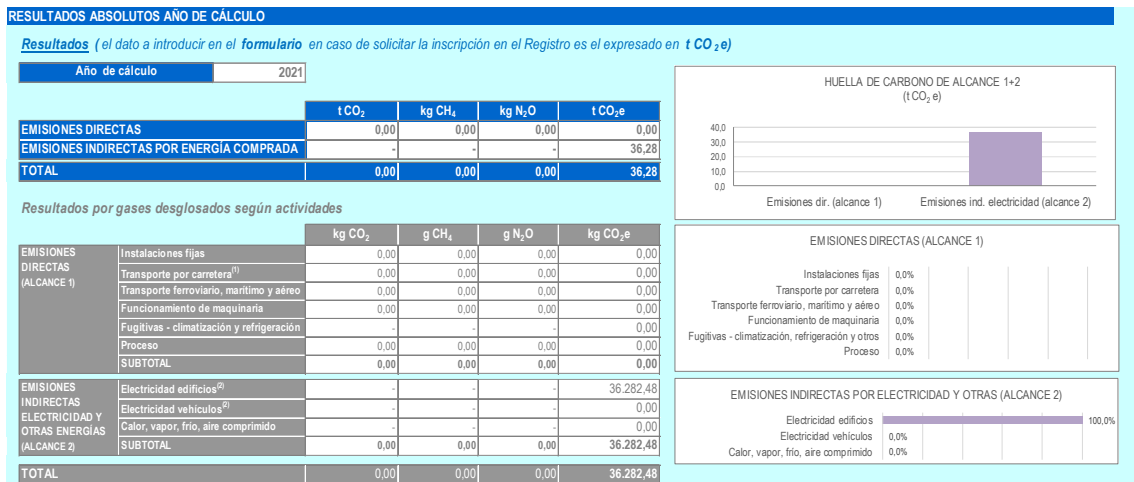 RESULTADOS ABSOLUTOS AÑO DE CÁLCULO
Resultados ( el dato a introducir en el formulario en caso de solicitar la inscripción en el Registro es el expresado en t CO₂e)
Año de cálculo 2021
t CO₂ kg CH₄ kg N₂O t CO₂e
EMISIONES DIRECTAS 0,00 0,00 0,00 0,00
EMISIONES INDIRECTAS POR ENERGÍA COMPRADA - - - 36,28
TOTAL 0,00 0,00 0,00 36,28
Resultados por gases desglosados según actividades
kg CO₂ g CH₄ g N₂O kg CO₂e
EMISIONES DIRECTAS (ALCANCE 1)
Instalaciones fijas 0,00 0,00 0,00 0,00
Transporte por carretera⁽¹⁾ 0,00 0,00 0,00 0,00
Transporte ferroviario, marítimo y aéreo 0,00 0,00 0,00 0,00
Funcionamiento de maquinaria 0,00 0,00 0,00 0,00
Fugitivas - climatización y refrigeración - - - 0,00
Proceso 0,00 0,00 0,00 0,00
SUBTOTAL 0,00 0,00 0,00 0,00
EMISIONES INDIRECTAS ELECTRICIDAD Y OTRAS ENERGÍAS (ALCANCE 2)
Electricidad edificios⁽²⁾ - - - 36.282,48
Electricidad vehículos⁽²⁾ - - - 0,00
Calor, vapor, frío, aire comprimido - - - 0,00
SUBTOTAL 0,00 0,00 0,00 36.282,48
TOTAL 0,00 0,00 0,00 36.282,48
HUELLA DE CARBONO DE ALCANCE 1+2
(t CO₂ e)
40,0
30,0
20,0
10,0
0,0
Emisiones dir. (alcance 1) Emisiones ind. electricidad (alcance 2)
EMISIONES DIRECTAS (ALCANCE 1)
Instalaciones fijas 0,0%
Transporte por carretera 0,0%
Transporte ferroviario, marítimo y aéreo 0,0%
Funcionamiento de maquinaria 0,0%
Fugitivas - climatización, refrigeración y otros 0,0%
Proceso 0,0%
EMISIONES INDIRECTAS POR ELECTRICIDAD Y OTRAS (ALCANCE 2)
Electricidad edificios 100,0%
Electricidad vehículos 0,0%
Calor, vapor, frío, aire comprimido 0,0%